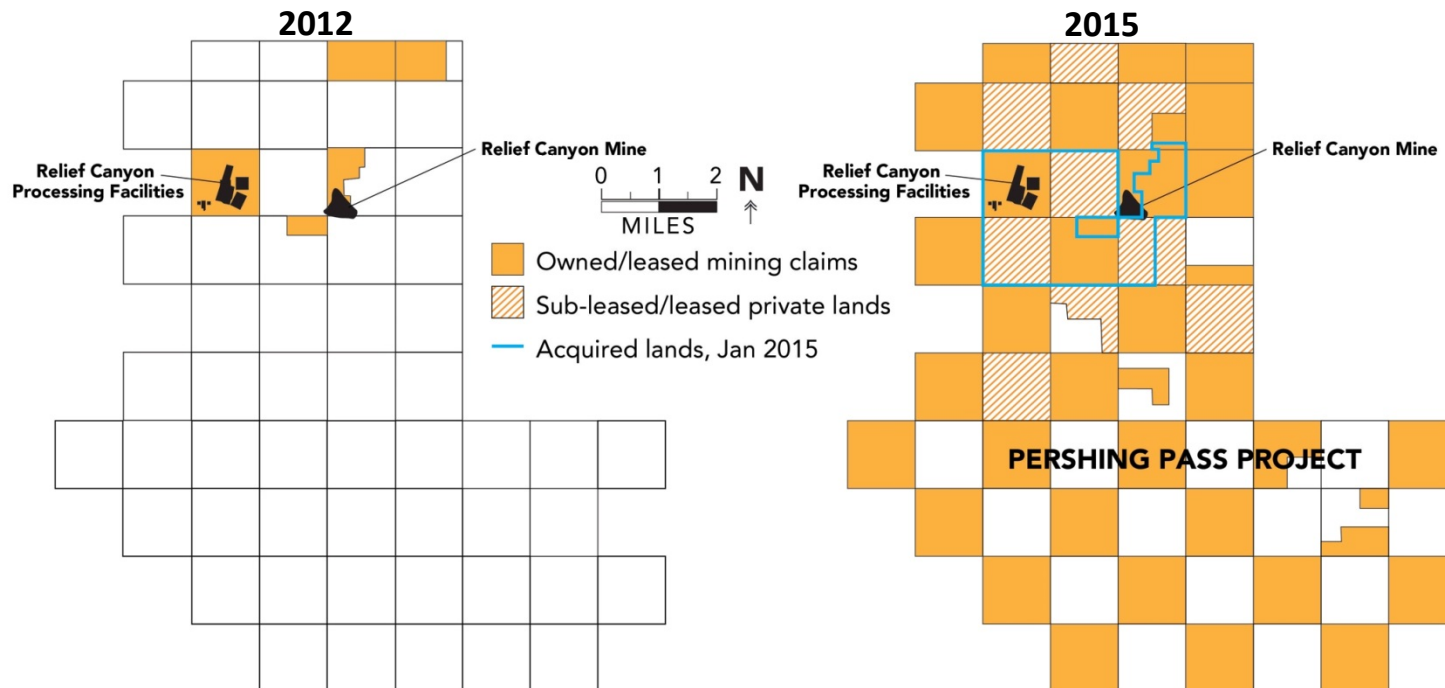 2012
2015
Relief Canyon
Processing Facilities
Relief Canyon Mine
0 1 2
MILES
N
Owned/leased mining claims
Sub-leased/leased private lands
Acquired lands, Jan 2015
Relief Canyon
Processing Facilities
Relief Canyon Mine
PERSHING PASS PROJECT